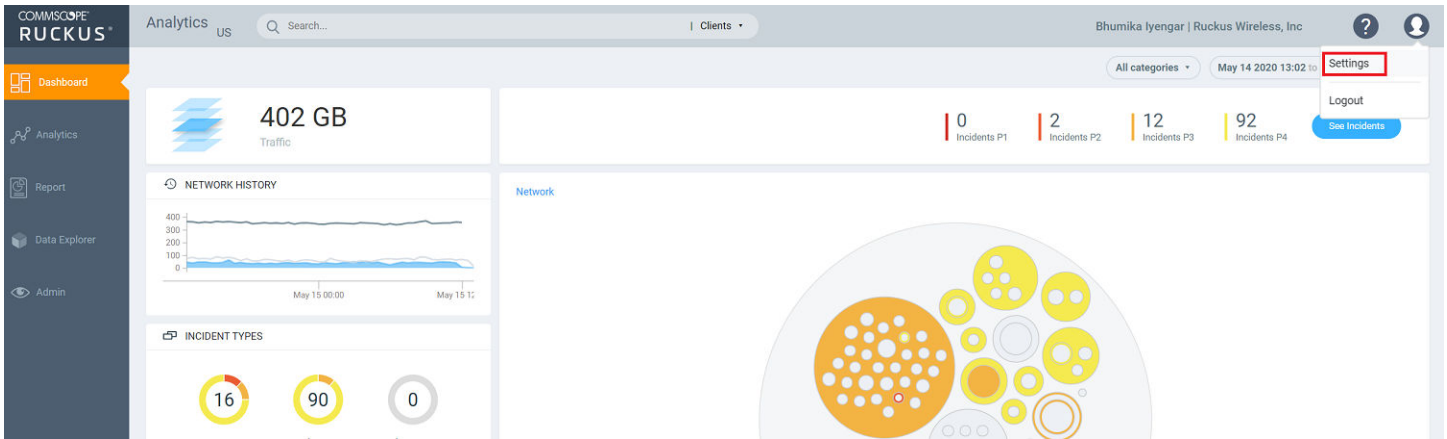 COMMSCOPE®
RUCKUS®
Analytics US
Search...
| Clients
Bhumika Iyengar | Ruckus Wireless, Inc
?
Settings
Logout
Dashboard
Analytics
Report
Data Explorer
Admin
All categories
May 14 2020 13:02 to
402 GB
Traffic
0
Incidents P1
2
Incidents P2
12
Incidents P3
92
Incidents P4
See Incidents
NETWORK HISTORY
400
300
200
100
0
May 15 00:00
May 15 12
INCIDENT TYPES
16
90
0
Network